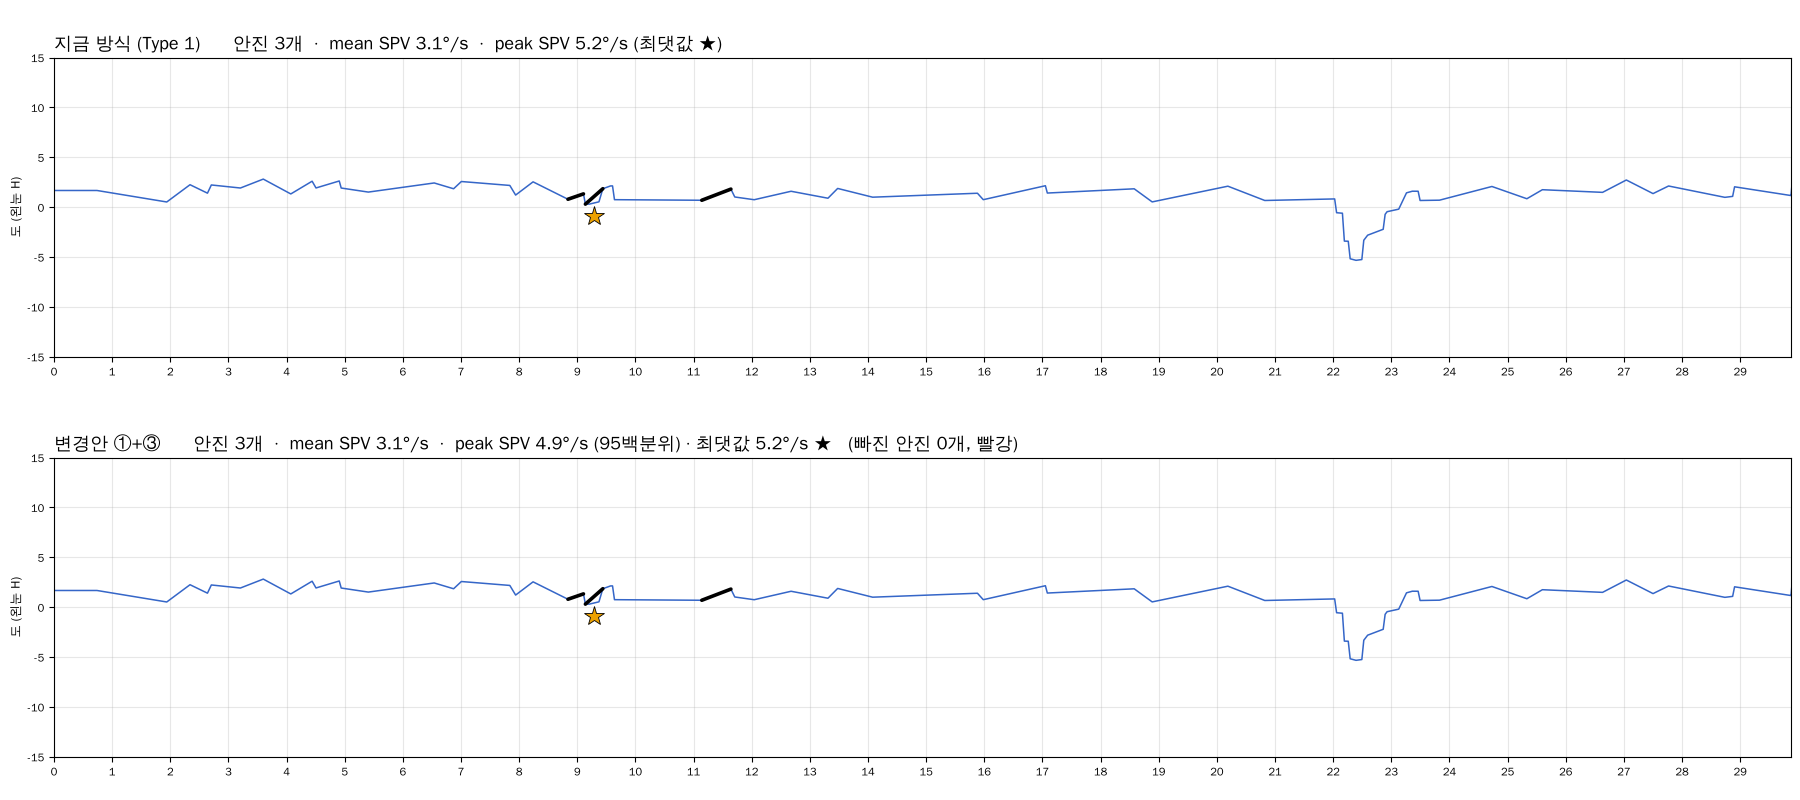 지금 방식 (Type 1)   안진 3개 · mean SPV 3.1°/s · peak SPV 5.2°/s (최댓값 ★)
15
10
5
0
-5
-10
-15
도 (왼눈 H)
0 1 2 3 4 5 6 7 8 9 10 11 12 13 14 15 16 17 18 19 20 21 22 23 24 25 26 27 28 29
변경안 ①+③   안진 3개 · mean SPV 3.1°/s · peak SPV 4.9°/s (95백분위) · 최댓값 5.2°/s ★ (빠진 안진 0개, 빨강)
15
10
5
0
-5
-10
-15
도 (왼눈 H)
0 1 2 3 4 5 6 7 8 9 10 11 12 13 14 15 16 17 18 19 20 21 22 23 24 25 26 27 28 29